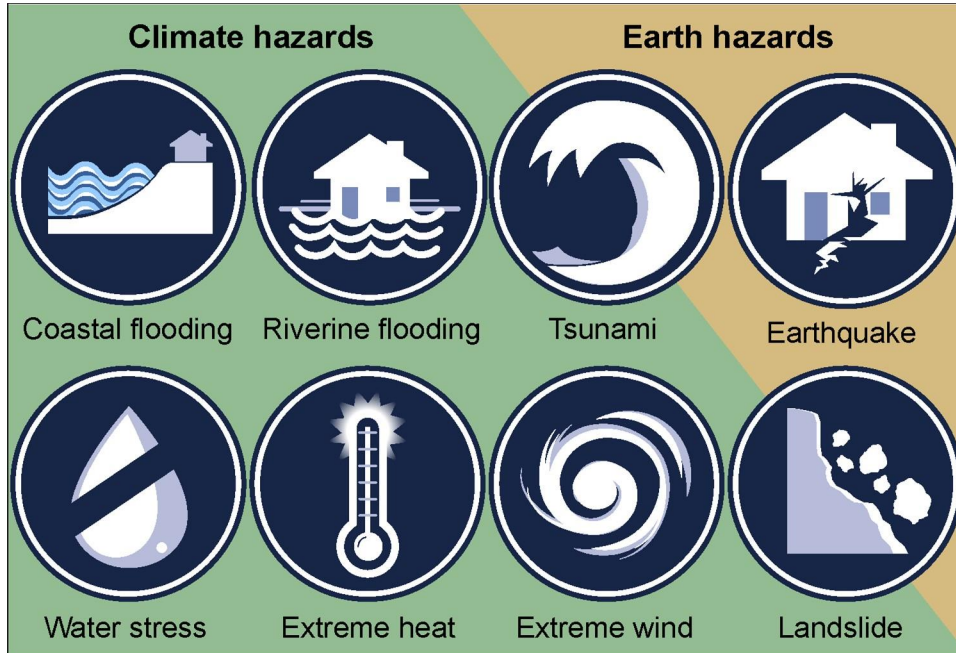 Climate hazards
Earth hazards
Coastal flooding
Riverine flooding
Tsunami
Earthquake
Water stress
Extreme heat
Extreme wind
Landslide